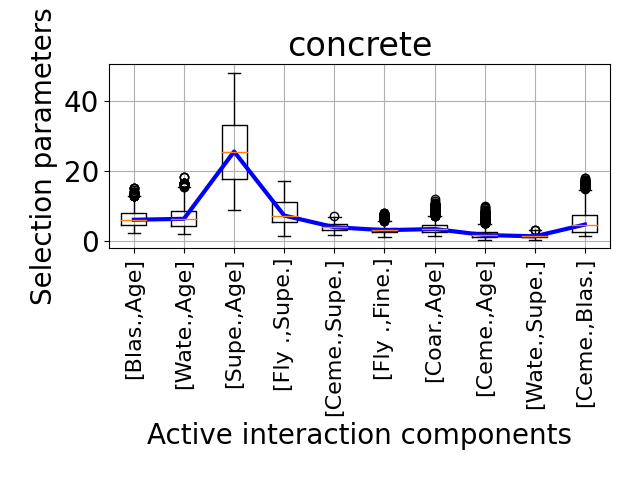 concrete
Selection parameters
40
20
0
[Blas.,Age]
[Wate.,Age]
[Supe.,Age]
[Fly .,Supe.]
[Ceme.,Supe.]
[Fly .,Fine.]
[Coar.,Age]
[Ceme.,Age]
[Wate.,Supe.]
[Ceme.,Blas.]
Active interaction components